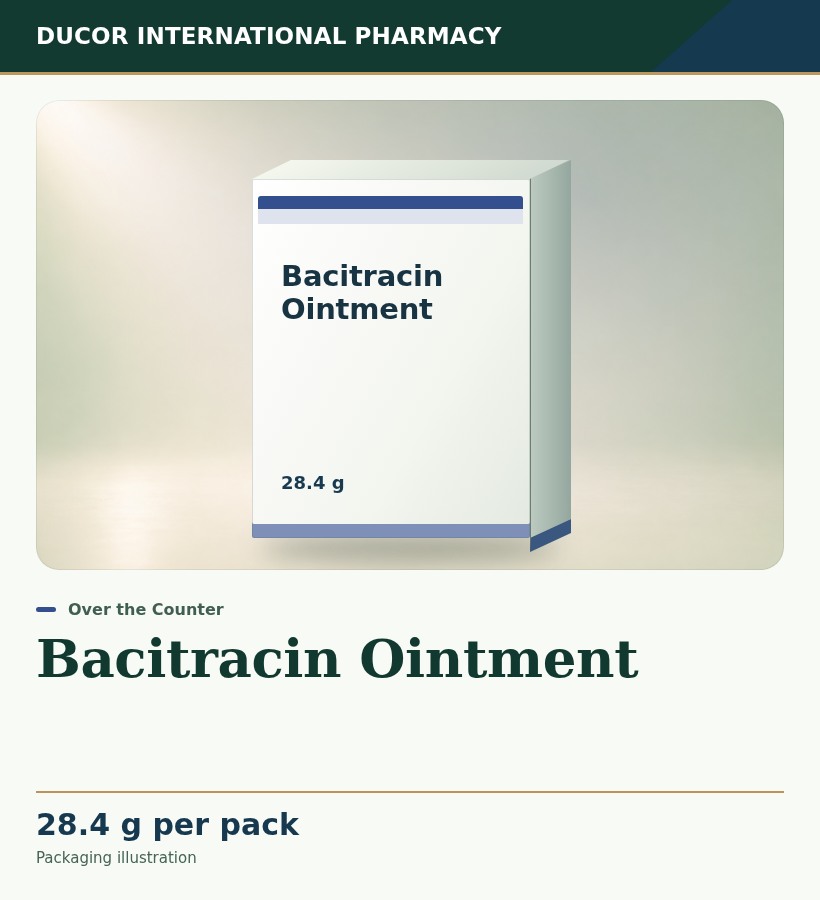 DUCOR INTERNATIONAL PHARMACY
Bacitracin
Ointment
28.4 g
Over the Counter
Bacitracin Ointment
28.4 g per pack
Packaging illustration